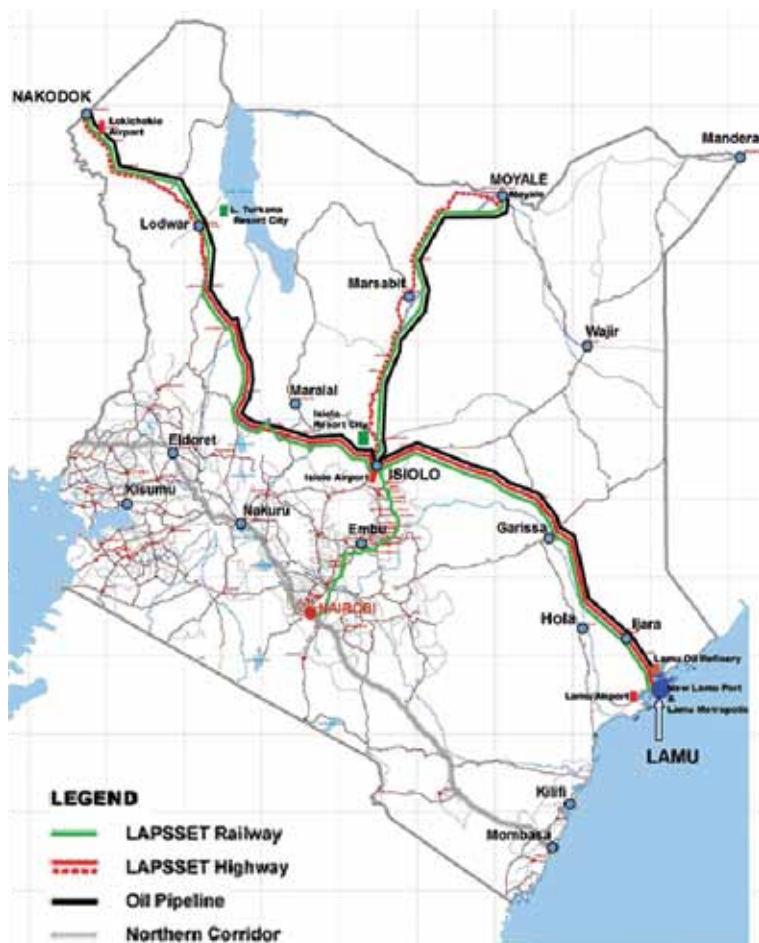 NAKODOK
Lokichokio
Airport
Mandera
MOYALE
Moyale
L. Turkana
Resort City
Lodwar
Marsabit
Wajir
Maralal
Isiolo
Resort City
Eldoret
ISIOLO
Isiolo Airport
Kisumu
Nakuru
Embu
Garissa
NAIROBI
Hola
Ijara
Lamu Oil Refinery
Lamu Airport
New Lamu Port
&
Lamu Metropolis
LAMU
Kilifi
Mombasa
LEGEND
LAPSSET Railway
LAPSSET Highway
Oil Pipeline
Northern Corridor